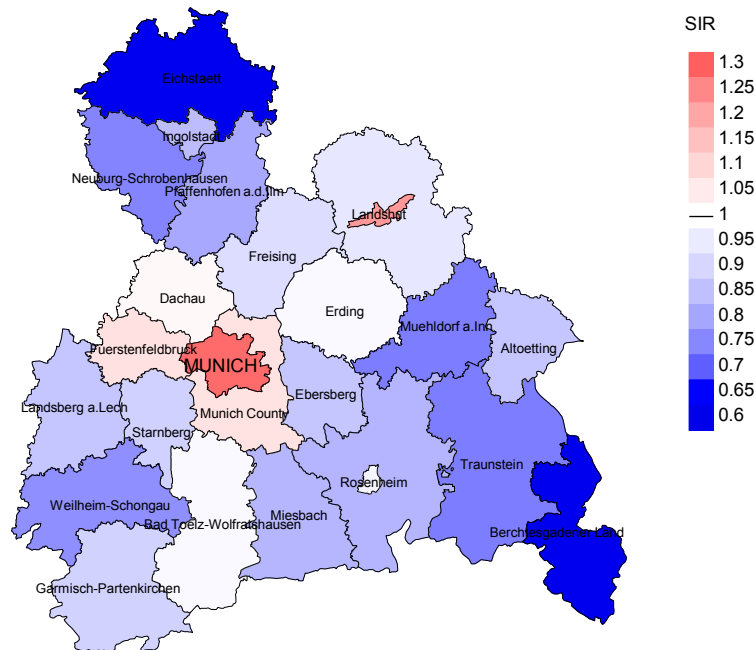 SIR
1.3
1.25
1.2
1.15
1.1
1.05
1
0.95
0.9
0.85
0.8
0.75
0.7
0.65
0.6
Eichstaett
Ingolstadt
Neuburg-Schrobenhausen
Pfaffenhofen a.d.Ilm
Landshut
Freising
Dachau
Erding
Muehldorf a.Inn
Fuerstenfeldbruck
MUNICH
Altoetting
Ebersberg
Landsberg a.Lech
Munich County
Starnberg
Traunstein
Rosenheim
Weilheim-Schongau
Miesbach
Bad Toelz-Wolfratshausen
Berchtesgadener Land
Garmisch-Partenkirchen